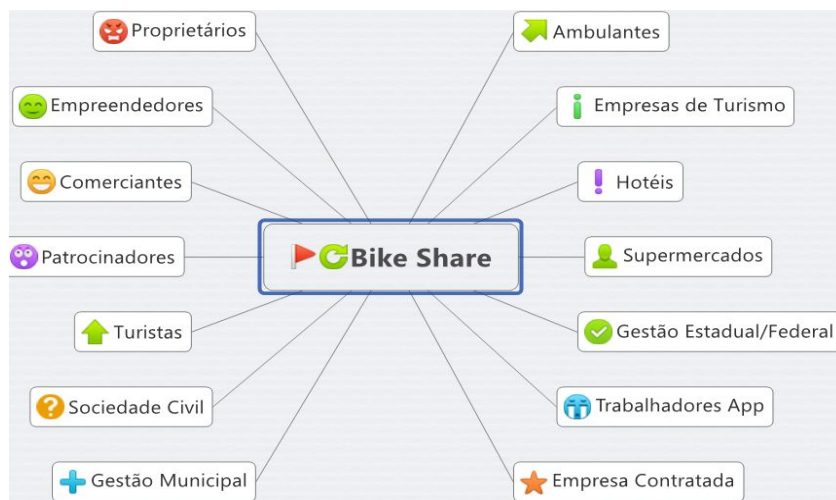 Proprietários
Ambulantes
Empreendedores
Empresas de Turismo
Comerciantes
Hotéis
Patrocinadores
Bike Share
Supermercados
Turistas
Gestão Estadual/Federal
Sociedade Civil
Trabalhadores App
Gestão Municipal
Empresa Contratada